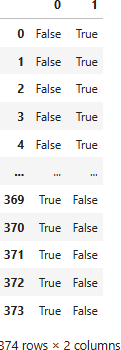 0 1
0 False True
1 False True
2 False True
3 False True
4 False True
... ... ...
369 True False
370 True False
371 True False
372 True False
373 True False
374 rows × 2 columns